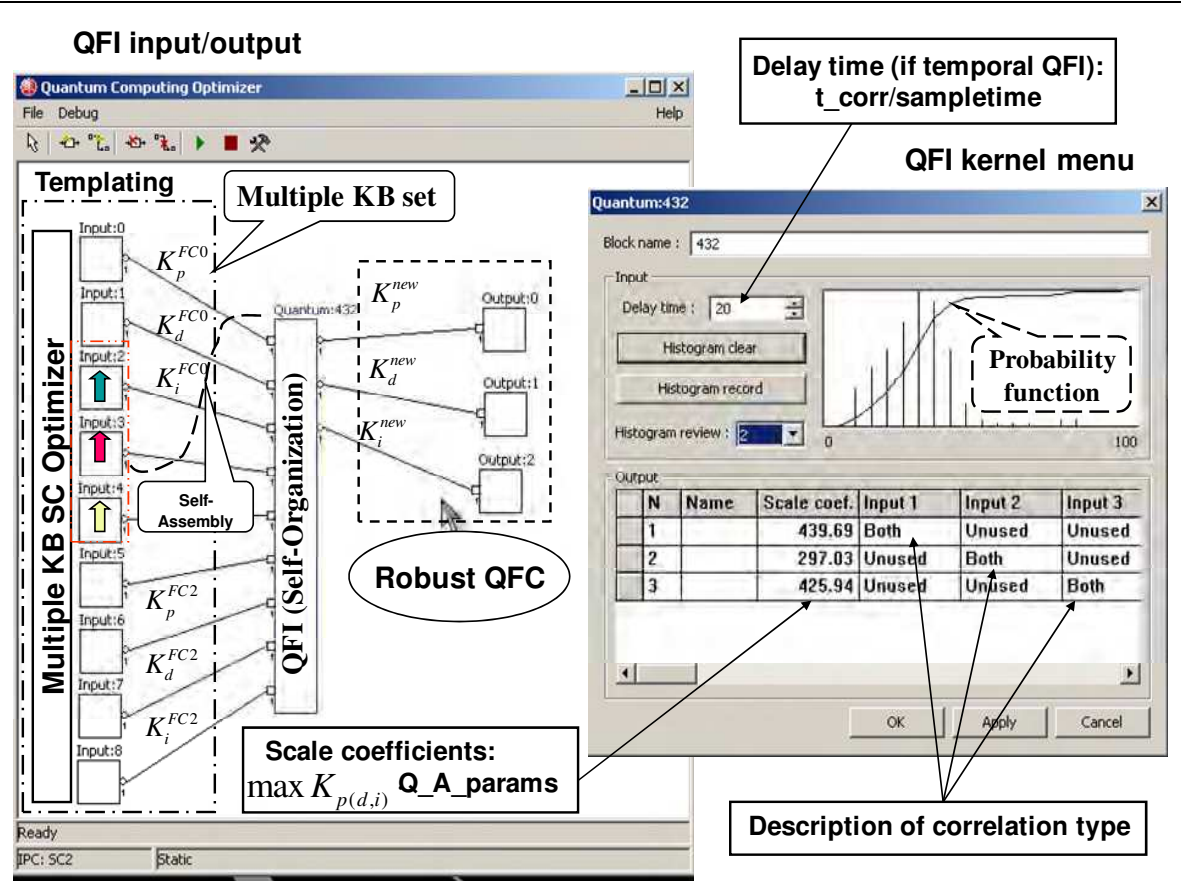 QFI input/output
Quantum Computing Optimizer
File Debug Help
Templating
Multiple KB set
Multiple KB SC Optimizer
Input:0
K_p^{FC0}
Input:1
K_d^{FC0}
Input:2
K_i^{FC0}
Input:3
Self-
Assembly
Input:4
Input:5
K_p^{FC2}
Input:6
K_d^{FC2}
Input:7
K_i^{FC2}
Input:8
Quantum:432
QFI (Self-Organization)
K_p^{new}
Output:0
K_d^{new}
Output:1
K_i^{new}
Output:2
Robust QFC
Scale coefficients:
max K_{p(d,i)} Q_A_params
Ready
IPC: SC2 Static
Delay time (if temporal QFI):
t_corr/sampletime
QFI kernel menu
Quantum:432
Block name : 432
Input
Delay time : 20
Histogram clear
Histogram record
Histogram review : 2
Probability
function
0 100
Output
N Name Scale coef. Input 1 Input 2 Input 3
1 439.69 Both Unused Unused
2 297.03 Unused Both Unused
3 425.94 Unused Unused Both
OK Apply Cancel
Description of correlation type